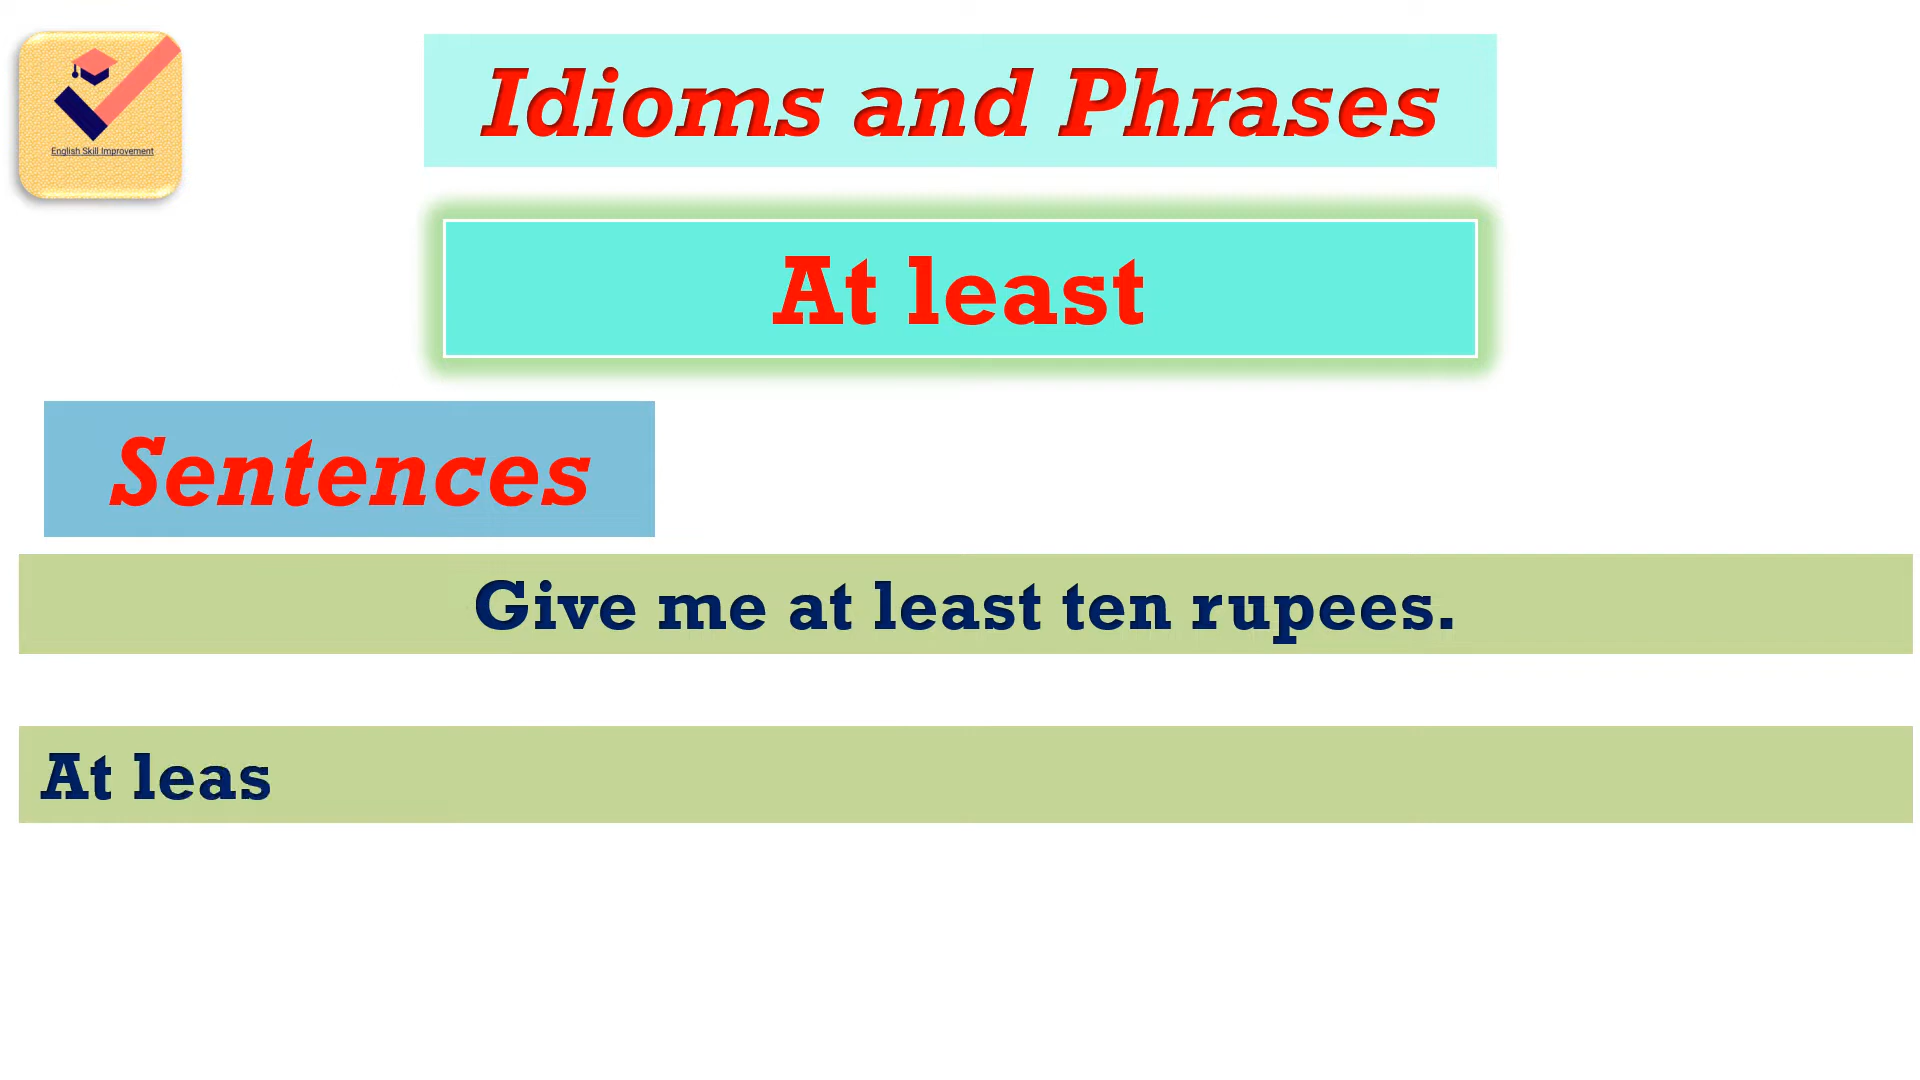 English Skill Improvement
Idioms and Phrases
At least
Sentences
Give me at least ten rupees.
At leas